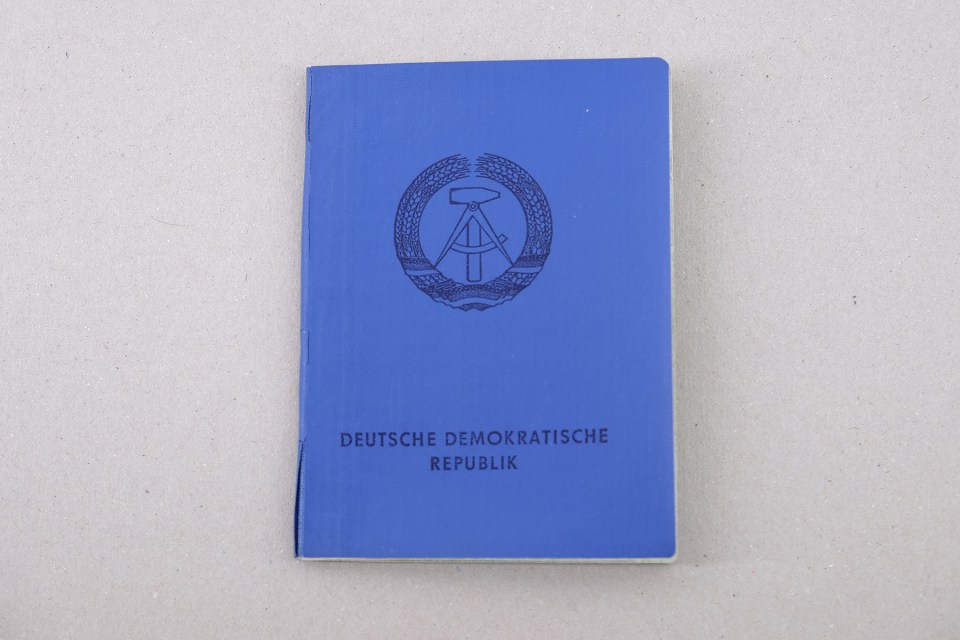 DEUTSCHE DEMOKRATISCHE
REPUBLIK